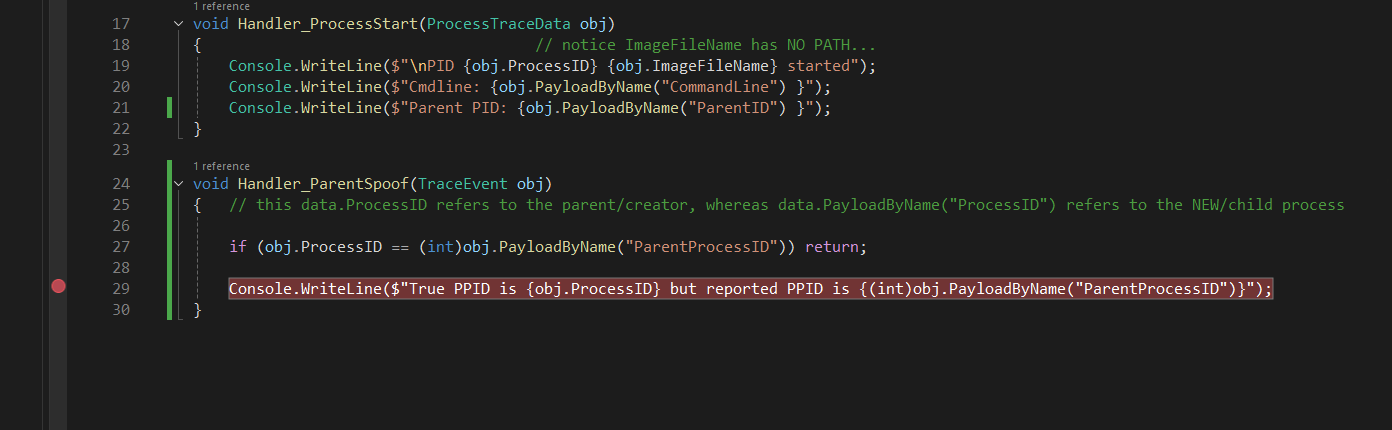 1 reference
17 void Handler_ProcessStart(ProcessTraceData obj)
18 { // notice ImageFileName has NO PATH...
19 Console.WriteLine($"\nPID {obj.ProcessID} {obj.ImageFileName} started");
20 Console.WriteLine($"Cmdline: {obj.PayloadByName("CommandLine") }");
21 Console.WriteLine($"Parent PID: {obj.PayloadByName("ParentID") }");
22 }
23
1 reference
24 void Handler_ParentSpoof(TraceEvent obj)
25 { // this data.ProcessID refers to the parent/creator, whereas data.PayloadByName("ProcessID") refers to the NEW/child process
26
27 if (obj.ProcessID == (int)obj.PayloadByName("ParentProcessID")) return;
28
29 Console.WriteLine($"True PPID is {obj.ProcessID} but reported PPID is {(int)obj.PayloadByName("ParentProcessID")}");
30 }